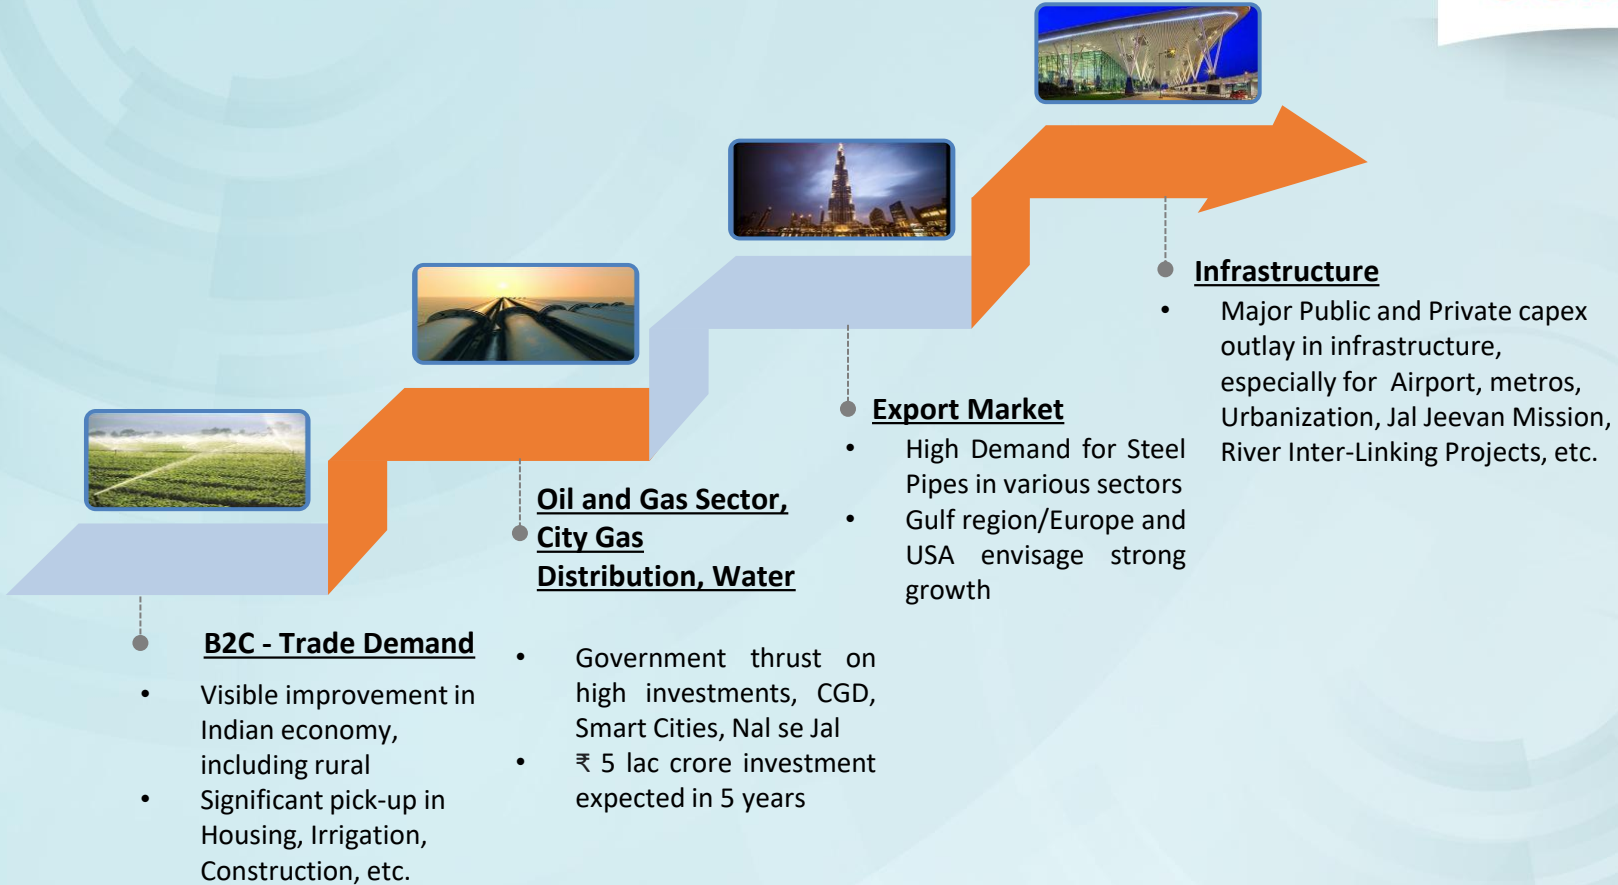 B2C - Trade Demand
• Visible improvement in
Indian economy,
including rural
• Significant pick-up in
Housing, Irrigation,
Construction, etc.
Oil and Gas Sector,
City Gas
Distribution, Water
• Government thrust on
high investments, CGD,
Smart Cities, Nal se Jal
• ₹ 5 lac crore investment
expected in 5 years
Export Market
• High Demand for Steel
Pipes in various sectors
• Gulf region/Europe and
USA envisage strong
growth
Infrastructure
• Major Public and Private capex
outlay in infrastructure,
especially for Airport, metros,
Urbanization, Jal Jeevan Mission,
River Inter-Linking Projects, etc.